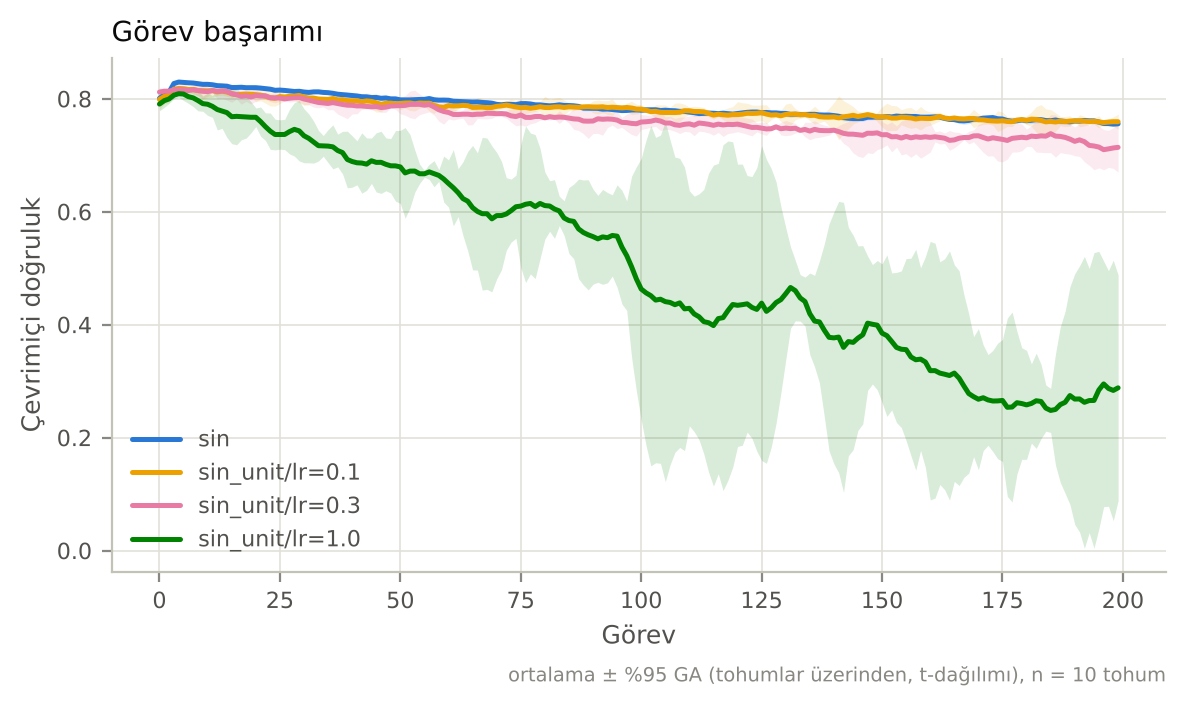 Görev başarımı
Çevrimiçi doğruluk
0.8
0.6
0.4
0.2
0.0
sin
sin_unit/lr=0.1
sin_unit/lr=0.3
sin_unit/lr=1.0
0 25 50 75 100 125 150 175 200
Görev
ortalama ± %95 GA (tohumlar üzerinden, t-dağılımı), n = 10 tohum